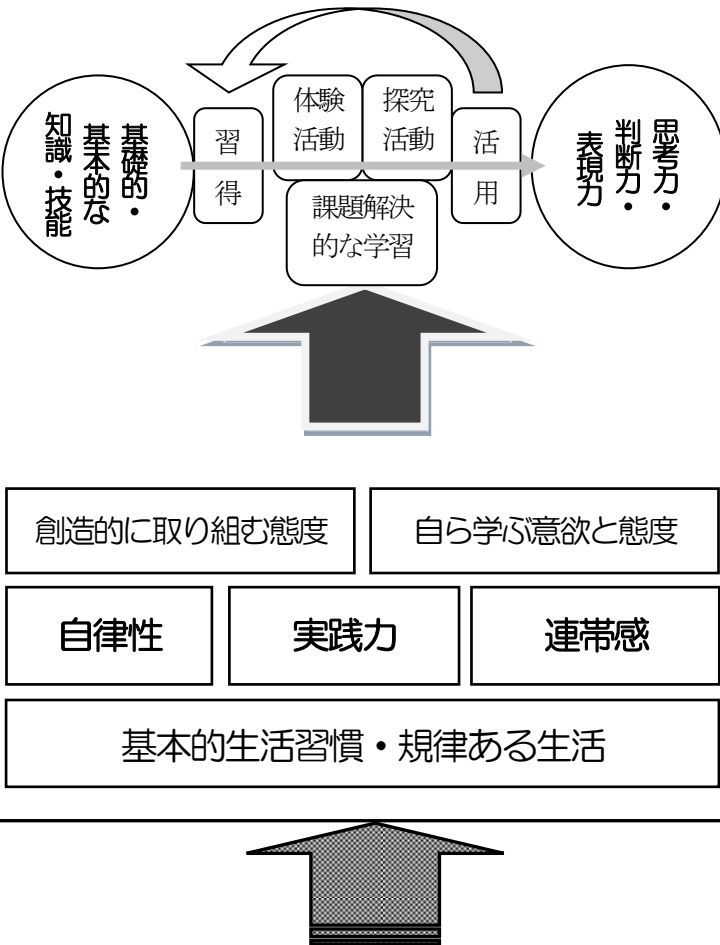 基礎的・
基本的な
知識・技能
習
得
体験
活動
探究
活動
課題解決
的な学習
活
用
思考力・
判断力・
表現力
創造的に取り組む態度
自ら学ぶ意欲と態度
自律性
実践力
連帯感
基本的生活習慣・規律ある生活